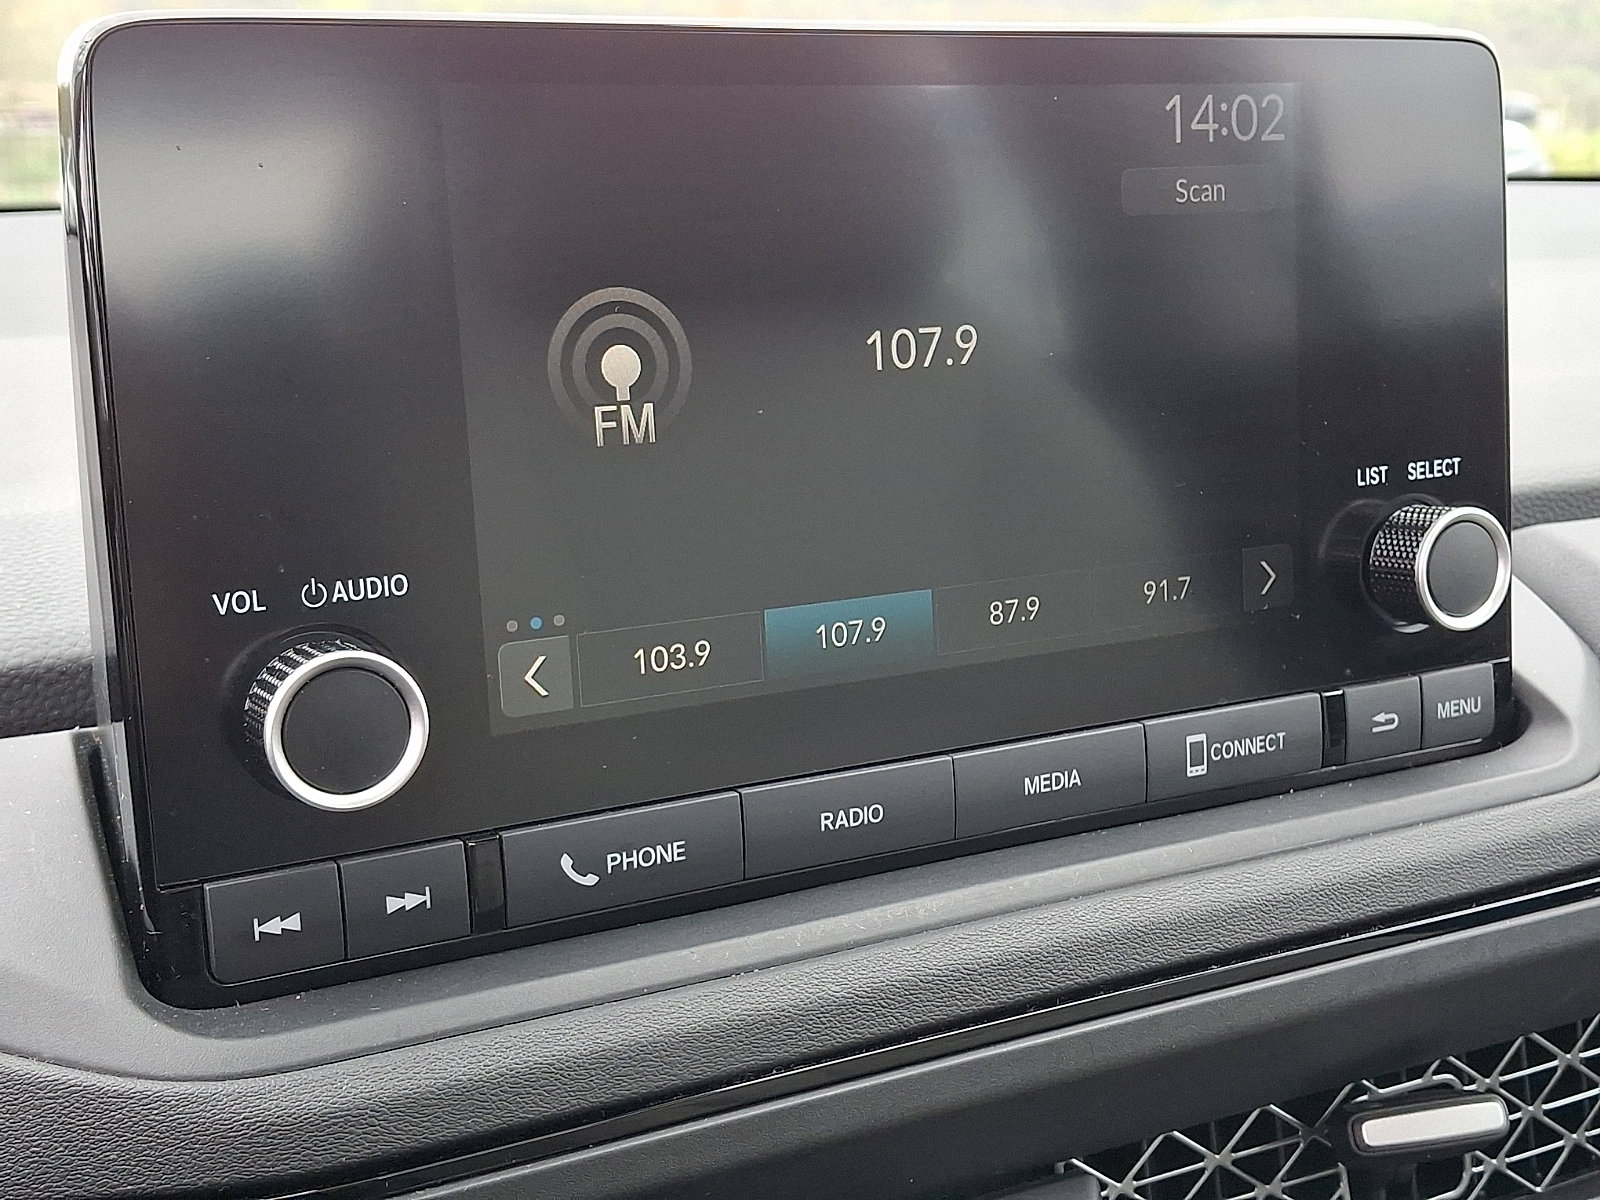 14:02
Scan
107.9
FM
LIST SELECT
VOL AUDIO
103.9 107.9 87.9 91.7
PHONE RADIO MEDIA CONNECT MENU